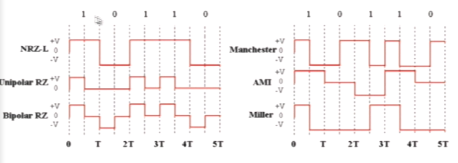 1 0 1 1 0
NRZ-L +V 0 -V
Unipolar RZ +V 0 -V
Bipolar RZ +V 0 -V
0 T 2T 3T 4T 5T
1 0 1 1 0
Manchester +V 0 -V
AMI +V 0 -V
Miller +V 0 -V
0 T 2T 3T 4T 5T